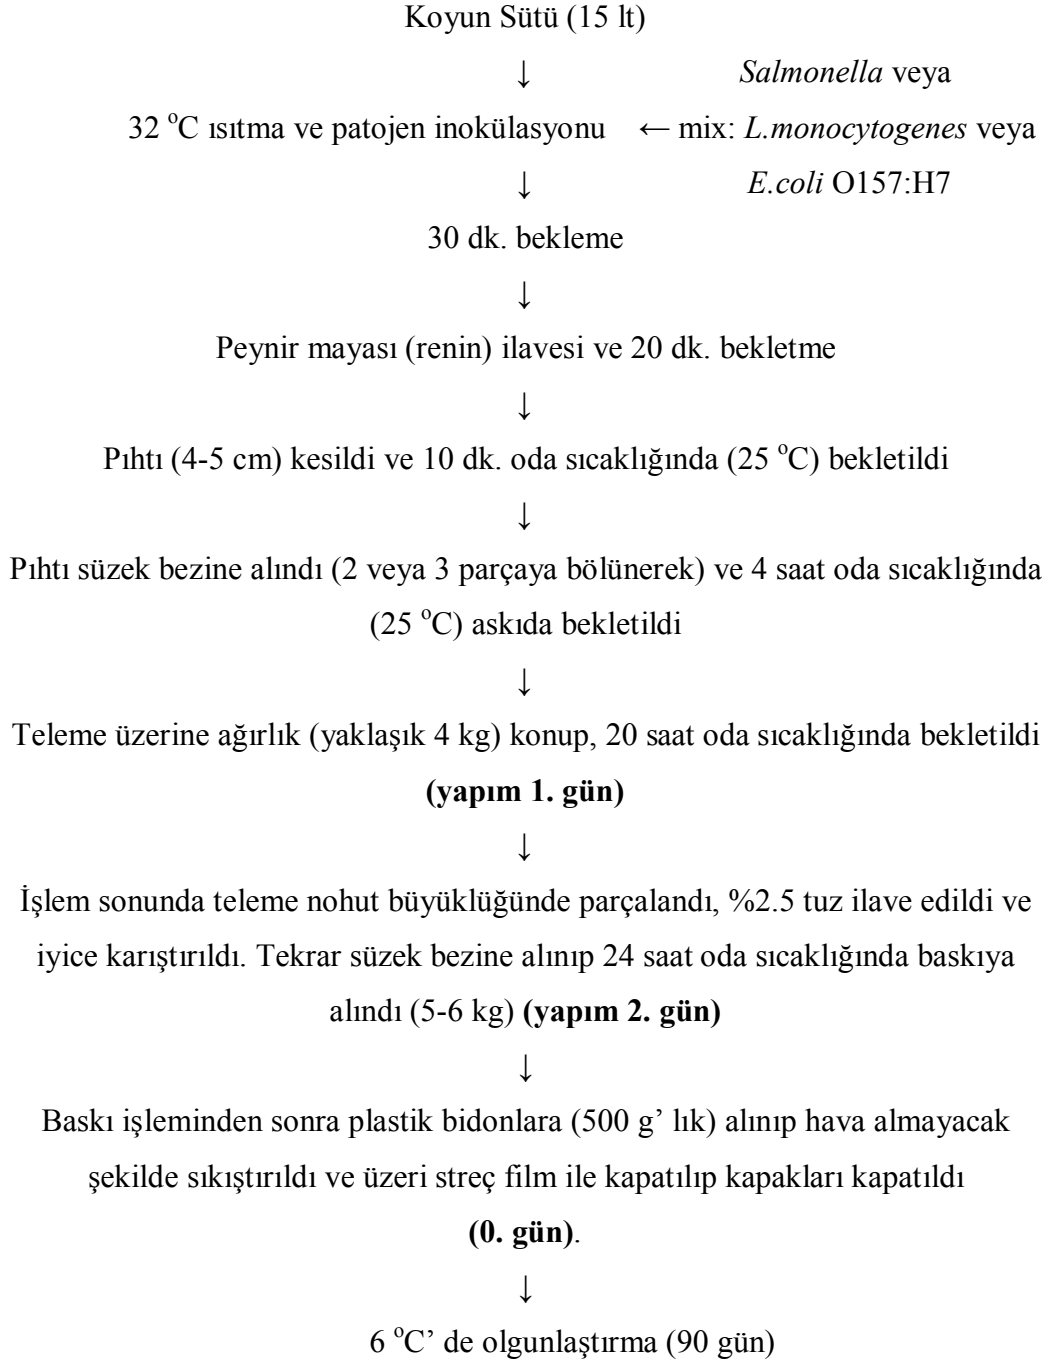 Koyun Sütü (15 lt)
↓
Salmonella veya
32 °C ısıtma ve patojen inokülasyonu ← mix: L.monocytogenes veya
↓
E.coli O157:H7
30 dk. bekleme
↓
Peynir mayası (renin) ilavesi ve 20 dk. bekletme
↓
Pıhtı (4-5 cm) kesildi ve 10 dk. oda sıcaklığında (25 °C) bekletildi
↓
Pıhtı süzek bezine alındı (2 veya 3 parçaya bölünerek) ve 4 saat oda sıcaklığında
(25 °C) askıda bekletildi
↓
Teleme üzerine ağırlık (yaklaşık 4 kg) konup, 20 saat oda sıcaklığında bekletildi
(yapım 1. gün)
↓
İşlem sonunda teleme nohut büyüklüğünde parçalandı, %2.5 tuz ilave edildi ve
iyice karıştırıldı. Tekrar süzek bezine alınıp 24 saat oda sıcaklığında baskıya
alındı (5-6 kg) (yapım 2. gün)
↓
Baskı işleminden sonra plastik bidonlara (500 g' lık) alınıp hava almayacak
şekilde sıkıştırıldı ve üzeri streç film ile kapatılıp kapakları kapatıldı
(0. gün).
↓
6 °C' de olgunlaştırma (90 gün)